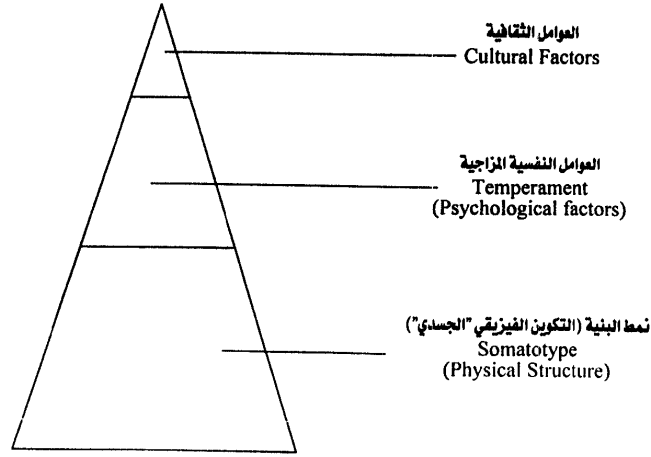 العوامل الثقافية
Cultural Factors
العوامل النفسية المزاجية
Temperament
(Psychological factors)
نمط البنية (التكوين الفيزيقي "الجسدي")
Somatotype
(Physical Structure)